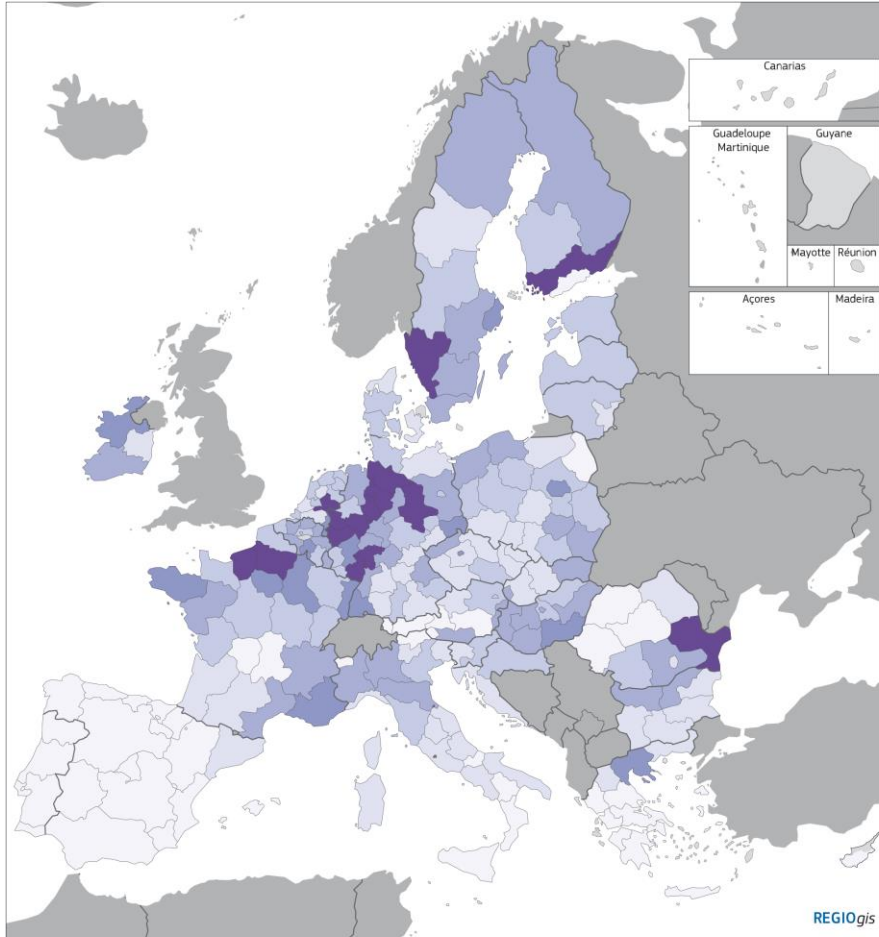 Canarias
Guadeloupe
Martinique
Guyane
Mayotte
Réunion
Açores
Madeira
REGIOgis